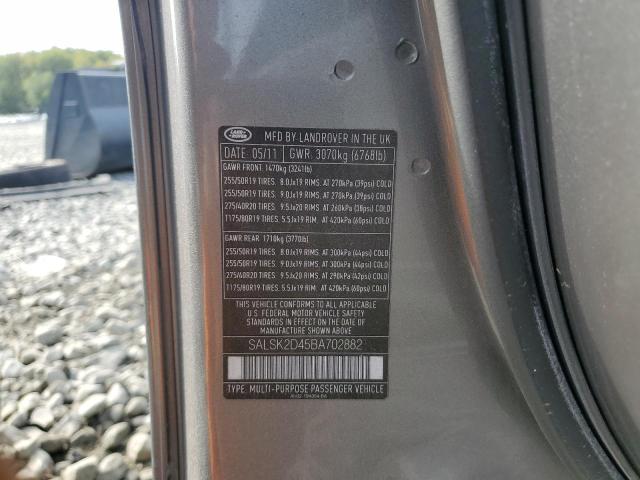 LAND-
ROVER
MFD BY LANDROVER IN THE UK
DATE 05/11 GWR. 3070kg (6768lb)
GAWR FRONT. 1470kg (3241lb)
255/50R19 TIRES. 8.0Jx19 RIMS. AT 270kPa (39psi) COLD
255/50R19 TIRES. 9.0Jx19 RIMS. AT 270kPa (39psi) COLD
275/40R20 TIRES. 9.5Jx20 RIMS. AT 260kPa (38psi) COLD
T175/80R19 TIRES. 5.5Jx19 RIM. AT 420kPa (60psi) COLD
GAWR REAR. 1710kg (3770lb)
255/50R19 TIRES. 8.0Jx19 RIMS. AT 300kPa (44psi) COLD
255/50R19 TIRES. 9.0Jx19 RIMS. AT 300kPa (44psi) COLD
275/40R20 TIRES. 9.5Jx20 RIMS. AT 290kPa (42psi) COLD
T175/80R19 TIRES. 5.5Jx19 RIM. AT 420kPa (60psi) COLD
THIS VEHICLE CONFORMS TO ALL APPLICABLE
U.S. FEDERAL MOTOR VEHICLE SAFETY
STANDARDS IN EFFECT ON THE DATE OF
MANUFACTURE SHOWN ABOVE
SALSK2D45BA702882
TYPE. MULTI-PURPOSE PASSENGER VEHICLE